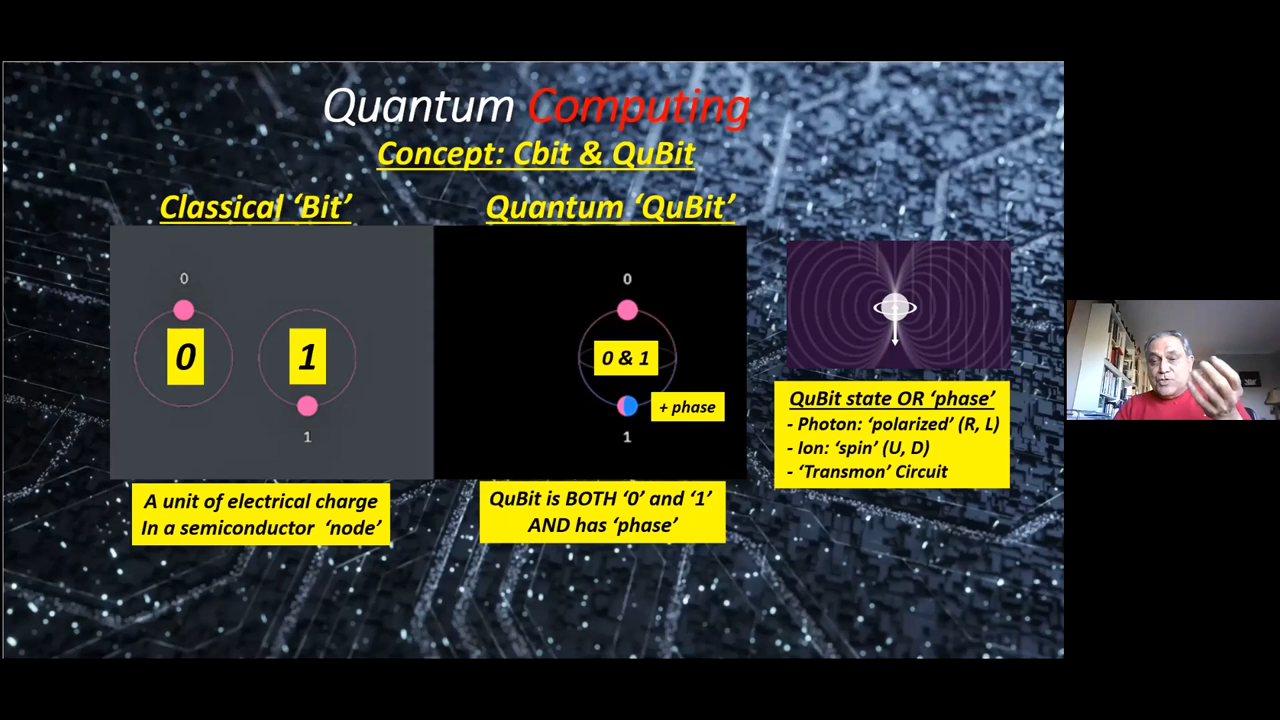 Quantum Computing
Concept: Cbit & QuBit
Classical ‘Bit’
0
0
1
1
A unit of electrical charge
In a semiconductor ‘node’
Quantum ‘QuBit’
0
0 & 1
+ phase
1
QuBit is BOTH ‘0’ and ‘1’
AND has ‘phase’
QuBit state OR ‘phase’
- Photon: ‘polarized’ (R, L)
- Ion: ‘spin’ (U, D)
- ‘Transmon’ Circuit